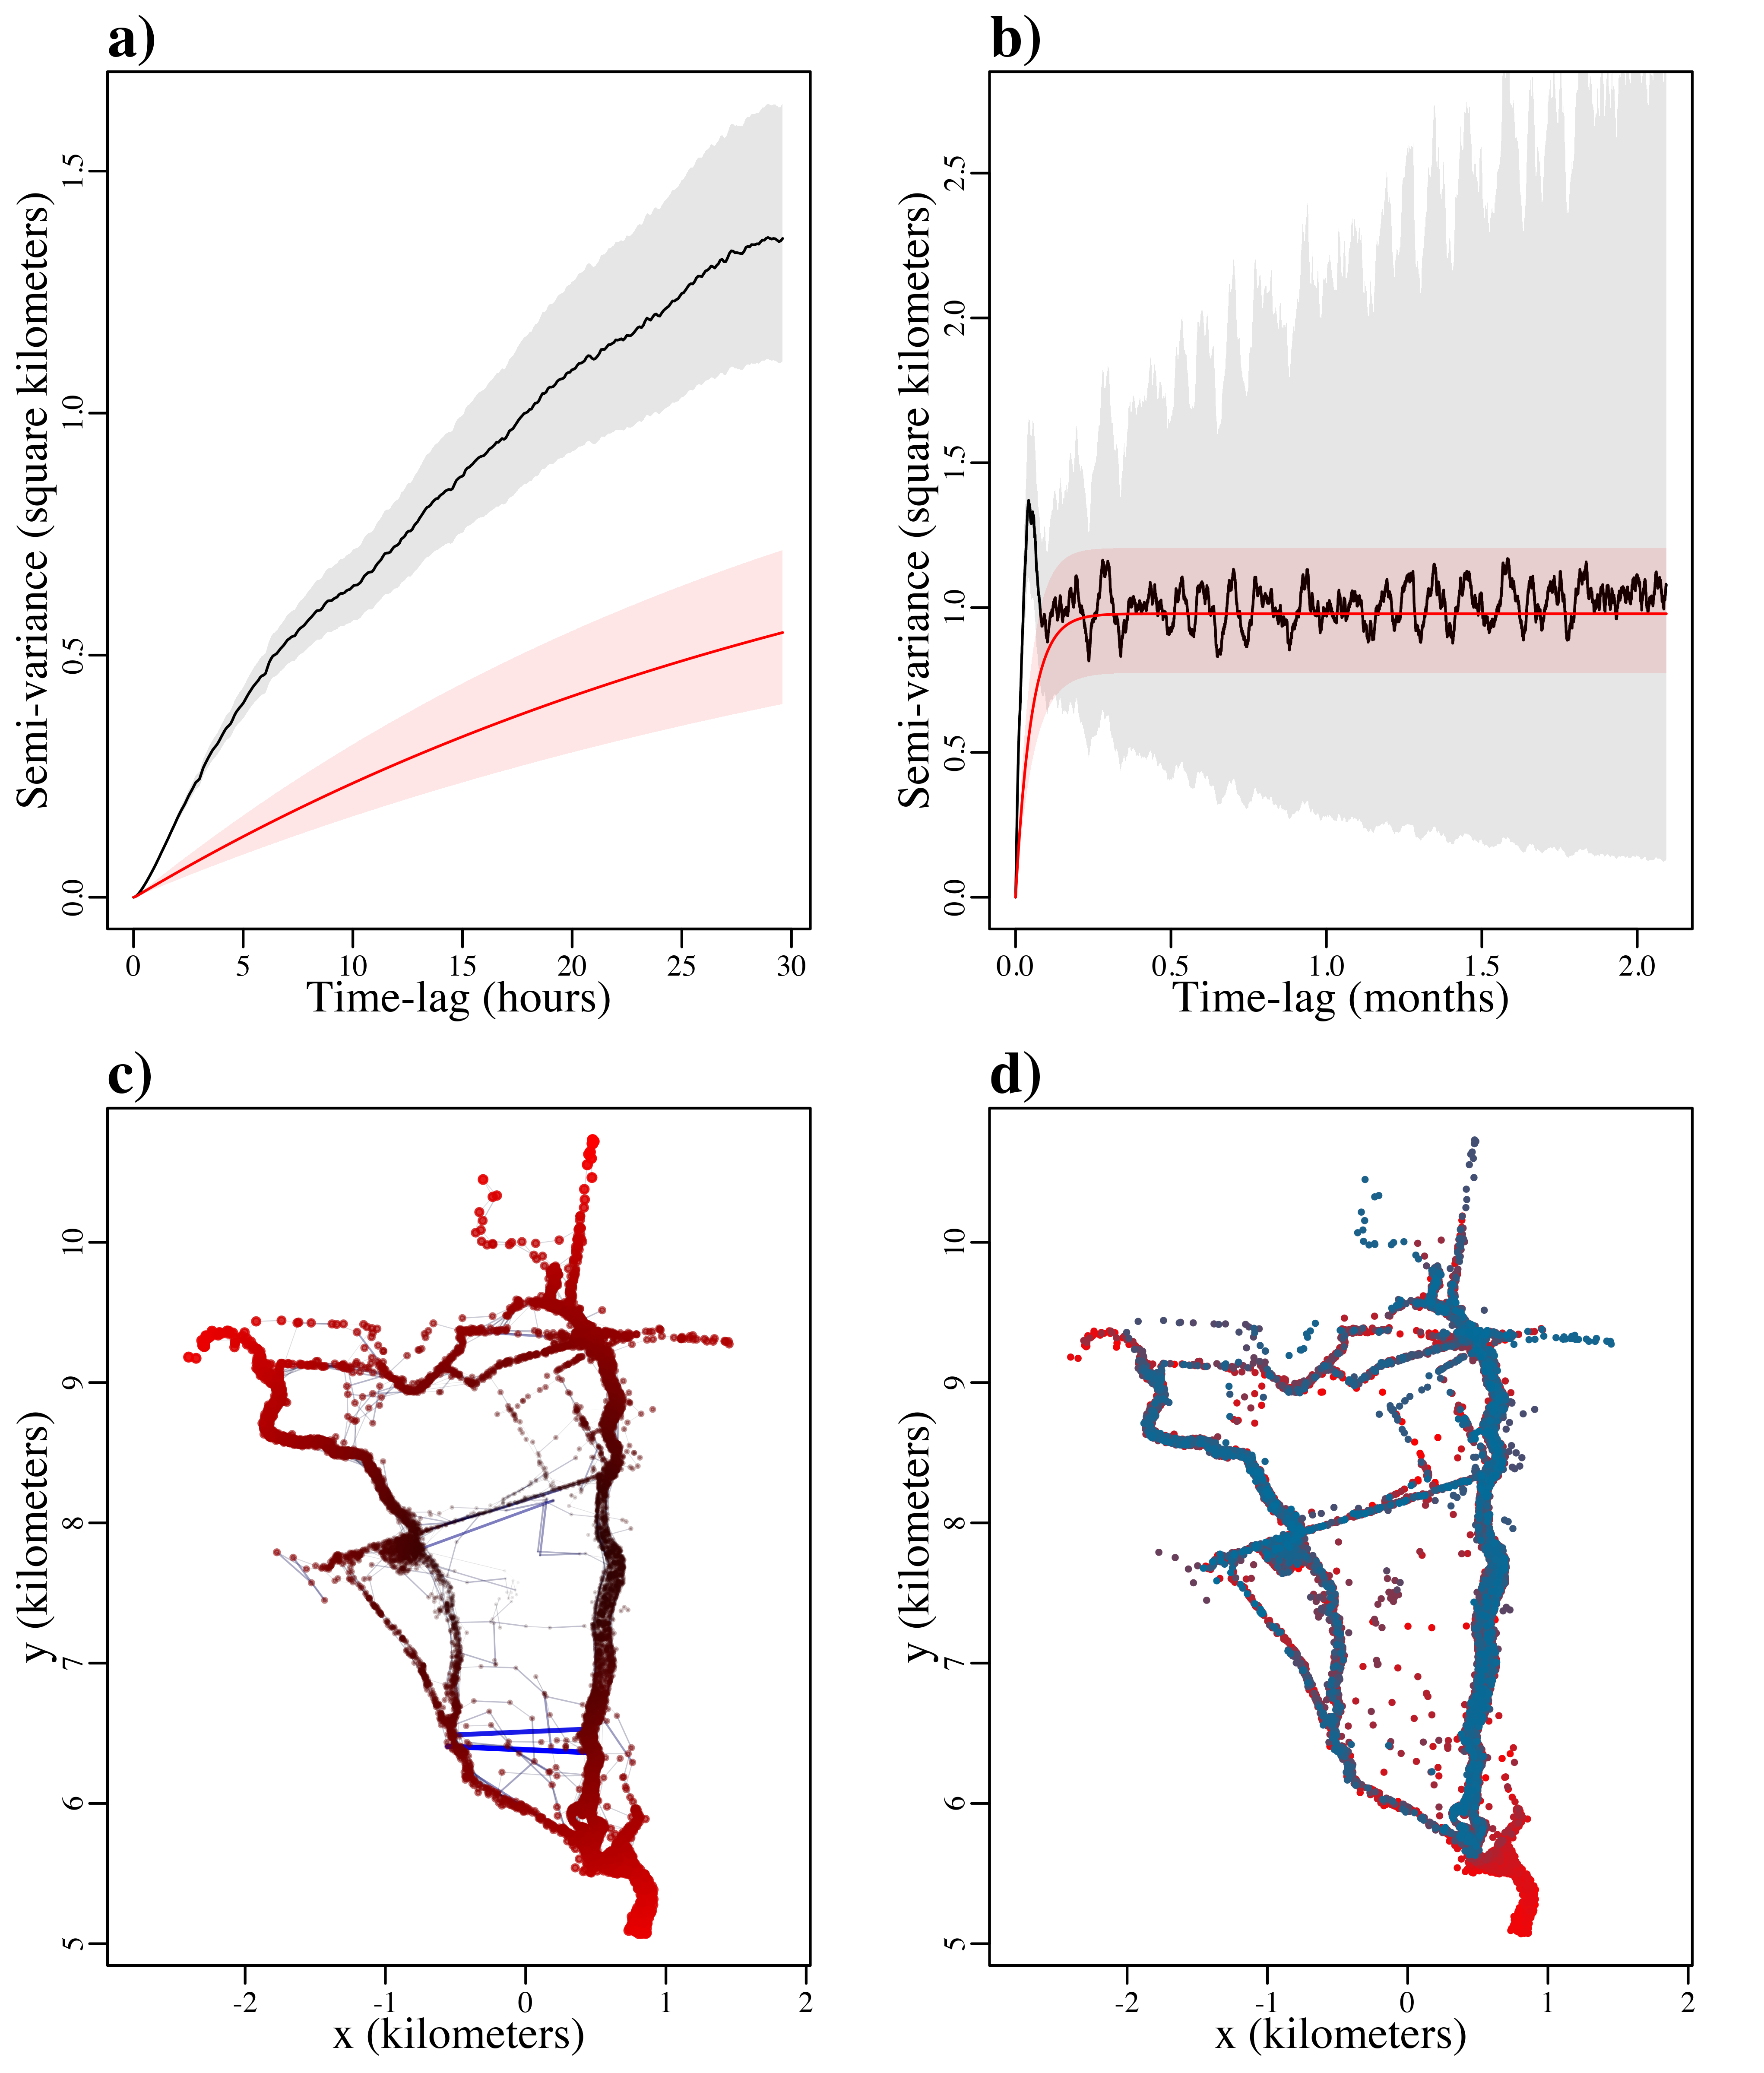 a)
Semi-variance (square kilometers)
0.0 0.5 1.0 1.5
0 5 10 15 20 25 30
Time-lag (hours)
b)
Semi-variance (square kilometers)
0.0 0.5 1.0 1.5 2.0 2.5
0.0 0.5 1.0 1.5 2.0
Time-lag (months)
c)
y (kilometers)
5 6 7 8 9 10
-2 -1 0 1 2
x (kilometers)
d)
y (kilometers)
5 6 7 8 9 10
-2 -1 0 1 2
x (kilometers)